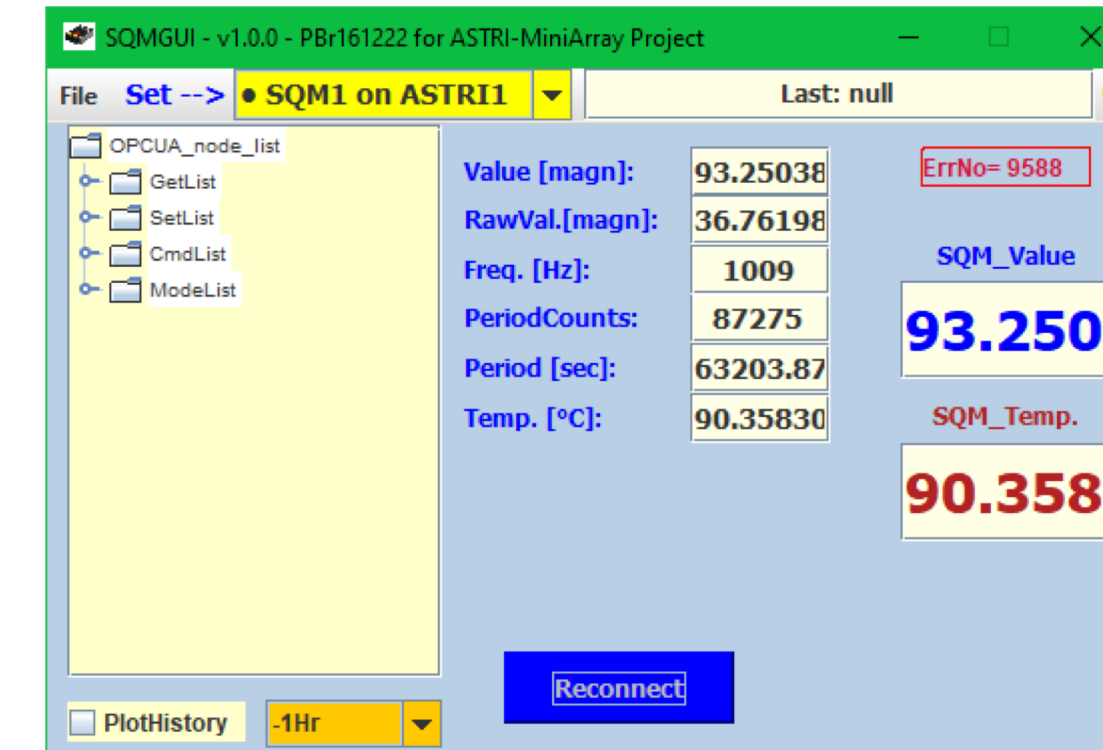 SQMGUI - v1.0.0 - PBr161222 for ASTRI-MiniArray Project
File Set --> • SQM1 on ASTRI1 Last: null
OPCUA_node_list
GetList
SetList
CmdList
ModeList
Value [magn]: 93.25038
RawVal.[magn]: 36.76198
Freq. [Hz]: 1009
PeriodCounts: 87275
Period [sec]: 63203.87
Temp. [°C]: 90.35830
ErrNo= 9588
SQM_Value
93.250
SQM_Temp.
90.358
Reconnect
PlotHistory -1Hr